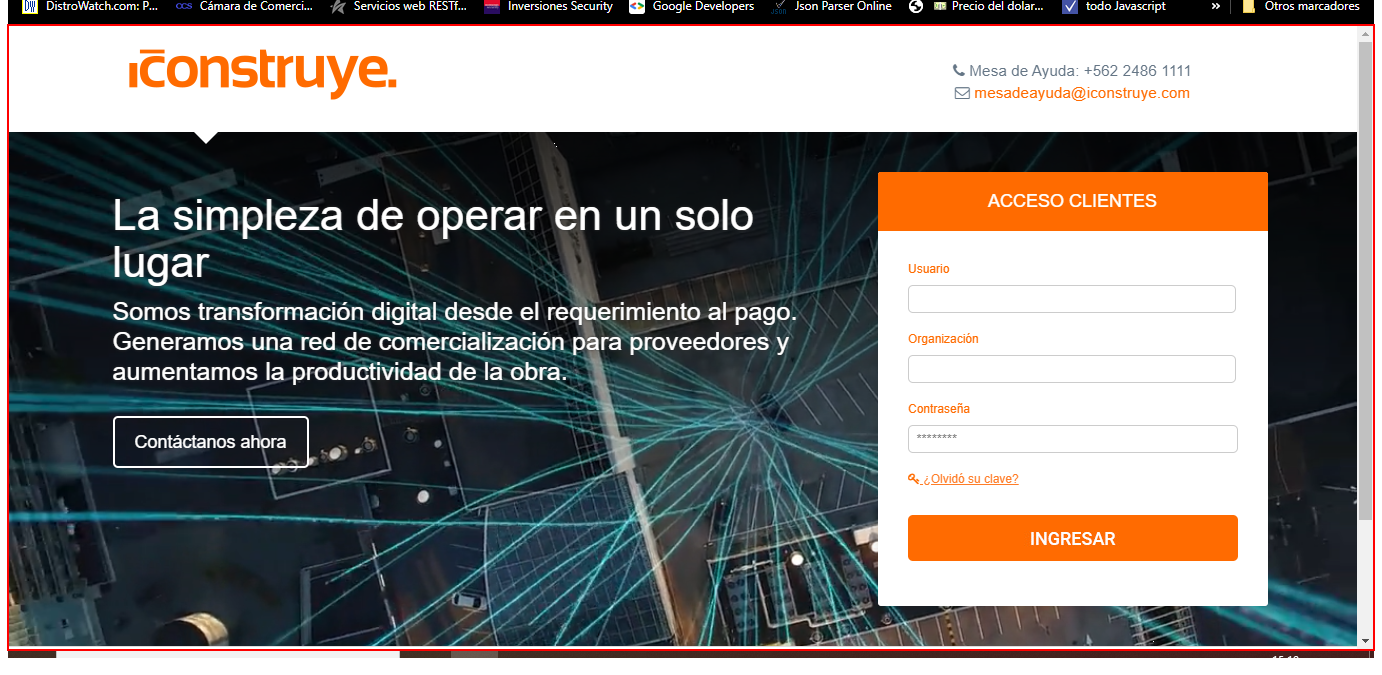 DW DistroWatch.com: P...
CCS Cámara de Comerci...
Servicios web RESTf...
Inversiones Security
Google Developers
Json Parser Online
Precio del dolar...
todo Javascript
»
Otros marcadores
iconstruye.
Mesa de Ayuda: +562 2486 1111
mesadeayuda@iconstruye.com
La simpleza de operar en un solo
lugar
Somos transformación digital desde el requerimiento al pago.
Generamos una red de comercialización para proveedores y
aumentamos la productividad de la obra.
Contáctanos ahora
ACCESO CLIENTES
Usuario
Organización
Contraseña
********
¿Olvidó su clave?
INGRESAR